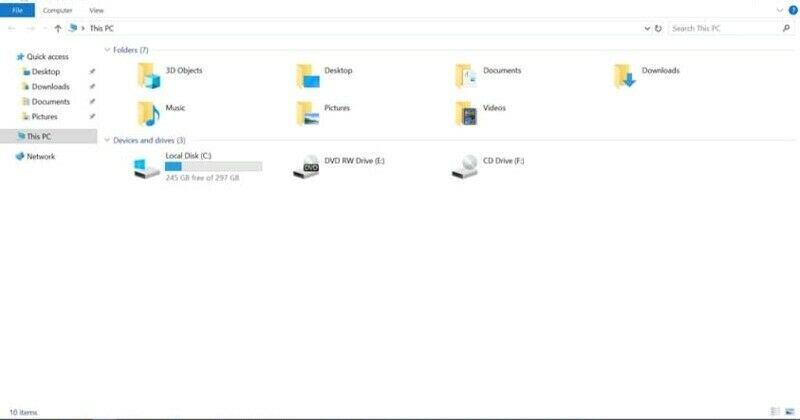 File Computer View
This PC
Search This PC
Quick access
Desktop
Downloads
Documents
Pictures
This PC
Network
Folders (7)
3D Objects
Desktop
Documents
Downloads
Music
Pictures
Videos
Devices and drives (3)
Local Disk (C:)
245 GB free of 297 GB
DVD RW Drive (E:)
DVD
CD Drive (F:)
10 items